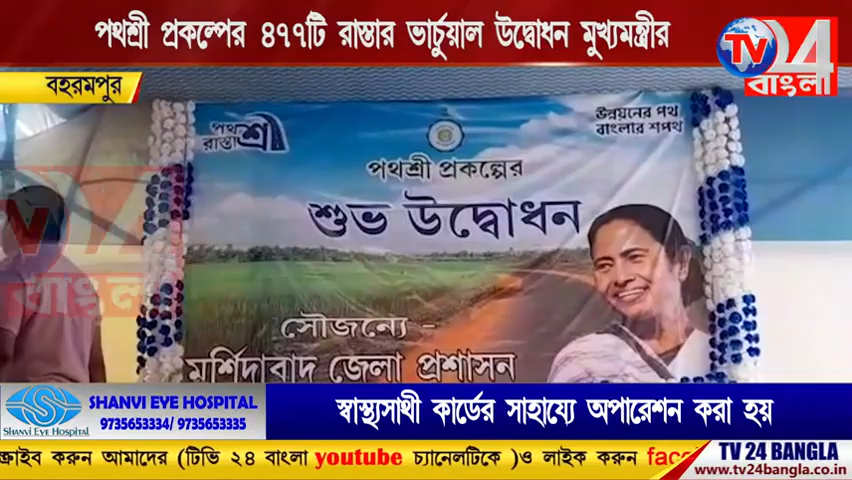 পথশ্রী প্রকল্পের ৪৭৭টি রাস্তার ভার্চুয়াল উদ্বোধন মুখ্যমন্ত্রীর
TV 24
বাংলা
বহরমপুর
পথশ্রী
রাস্তাশ্রী
উন্নয়নের পথ
বাংলার শপথ
পথশ্রী প্রকল্পের
শুভ উদ্বোধন
TV 24
বাংলা
সৌজন্যে -
মুর্শিদাবাদ জেলা প্রশাসন
Shanvi Eye Hospital
SHANVI EYE HOSPITAL
9735653334/ 9735653335
স্বাস্থ্যসাথী কার্ডের সাহায্যে অপারেশন করা হয়
ক্রাইব করুন আমাদের (টিভি ২৪ বাংলা youtube চ্যানেলটিকে )ও লাইক করুন
TV 24 BANGLA
www.tv24bangla.co.in